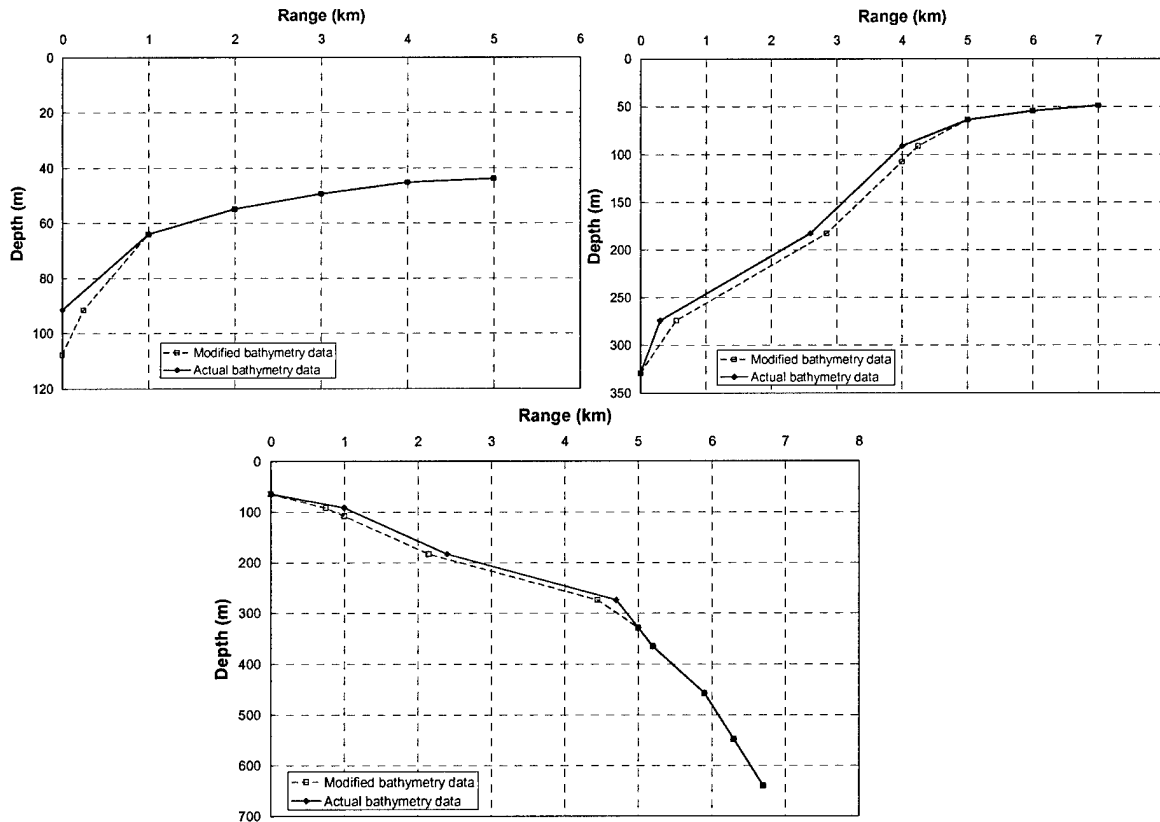 Range (km)
0 1 2 3 4 5 6
0
20
40
60
80
100
120
Depth (m)
Modified bathymetry data
Actual bathymetry data
Range (km)
0 1 2 3 4 5 6 7
0
50
100
150
200
250
300
350
Depth (m)
Modified bathymetry data
Actual bathymetry data
Range (km)
0 1 2 3 4 5 6 7 8
0
100
200
300
400
500
600
700
Depth (m)
Modified bathymetry data
Actual bathymetry data